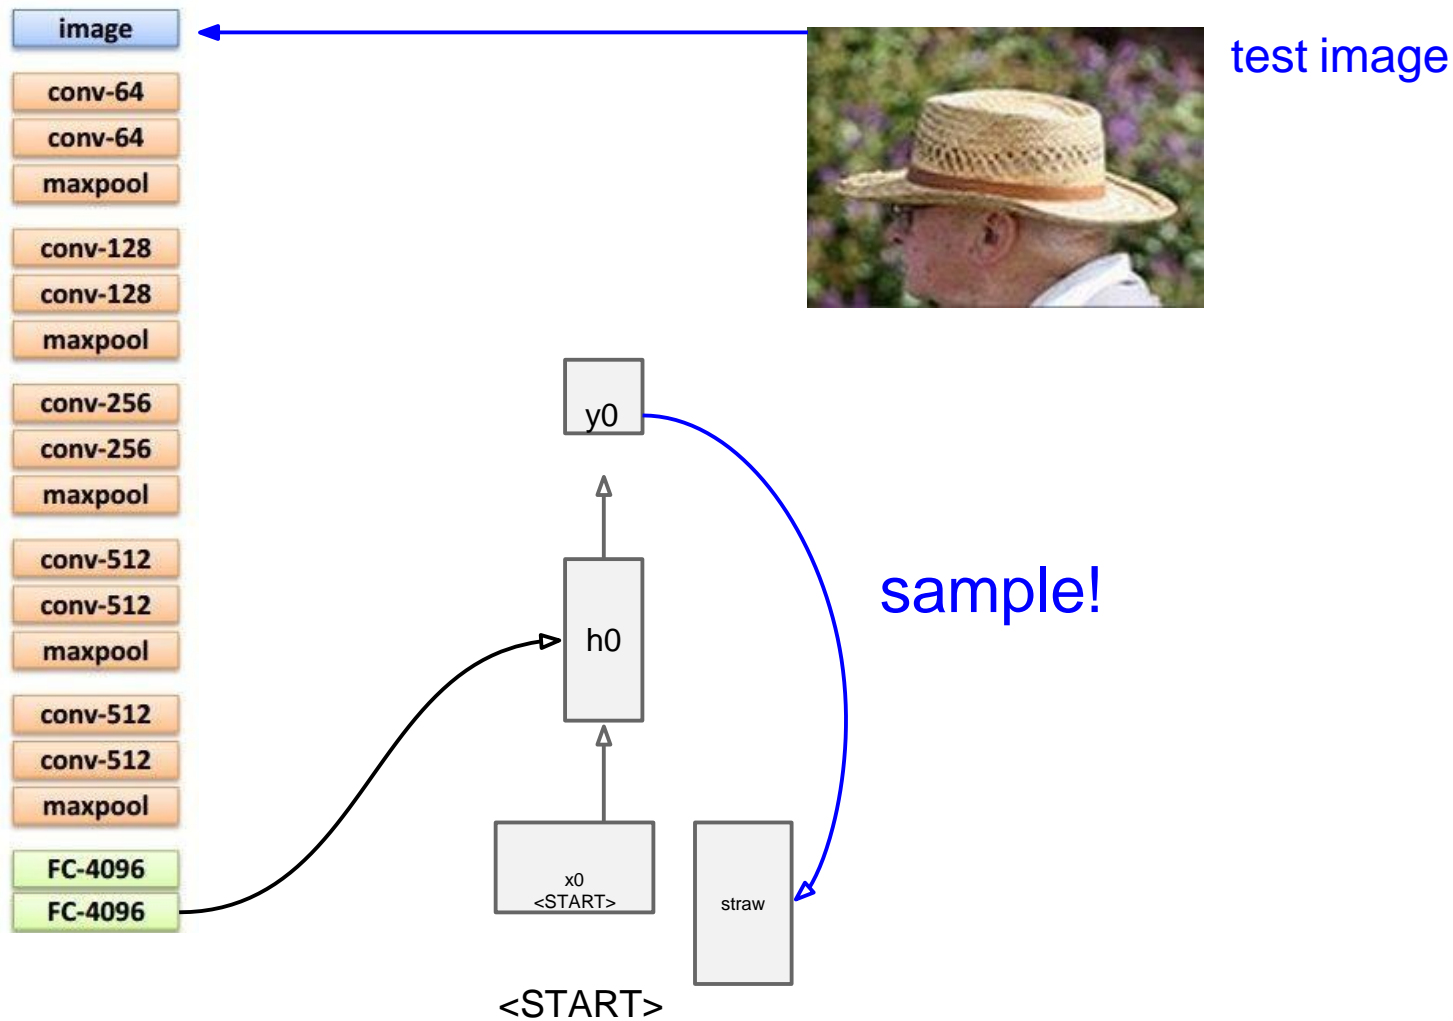 image
conv-64
conv-64
maxpool
conv-128
conv-128
maxpool
conv-256
conv-256
maxpool
conv-512
conv-512
maxpool
conv-512
conv-512
maxpool
FC-4096
FC-4096
test image
y0
sample!
h0
x0
<START>
straw
<START>